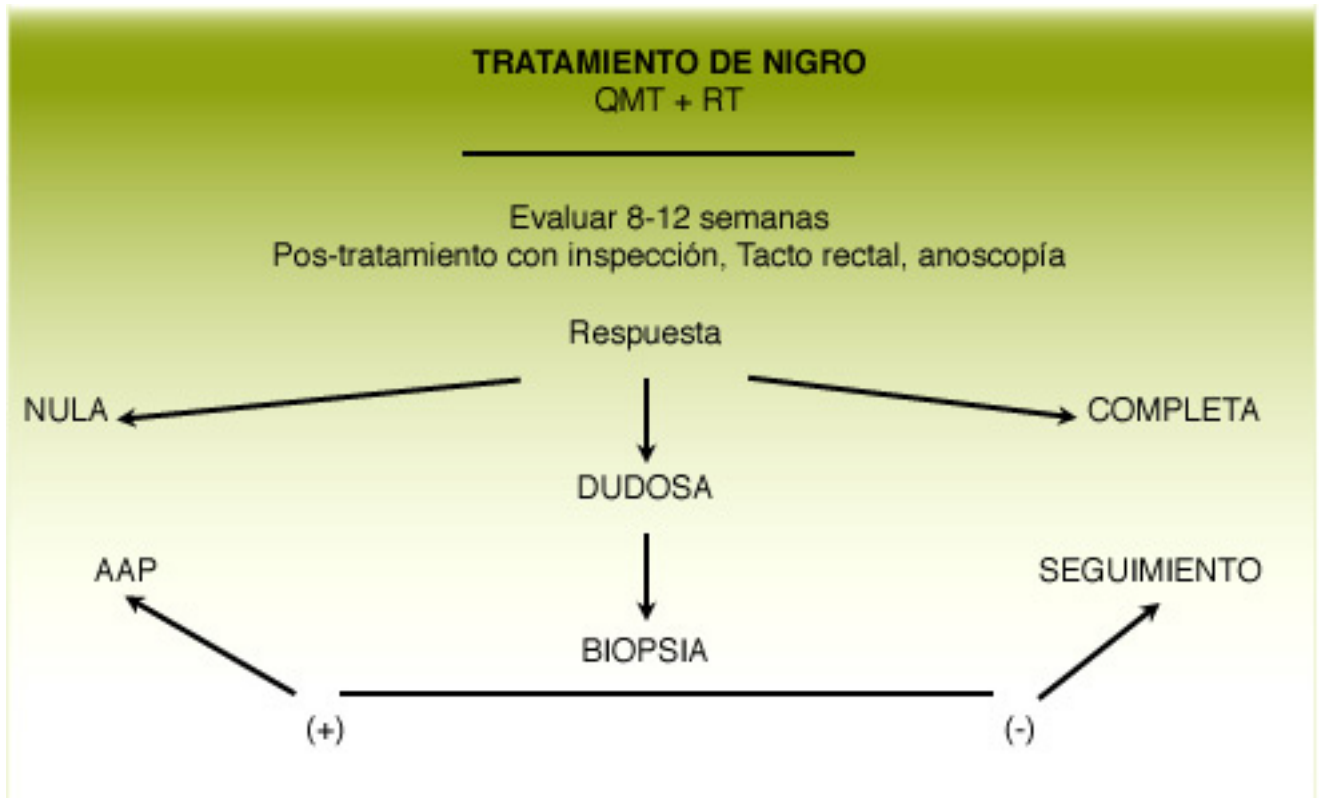 TRATAMIENTO DE NIGRO
QMT + RT
Evaluar 8-12 semanas
Pos-tratamiento con inspección, Tacto rectal, anoscopía
Respuesta
NULA
COMPLETA
DUDOSA
AAP
SEGUIMIENTO
BIOPSIA
(+)
(-)